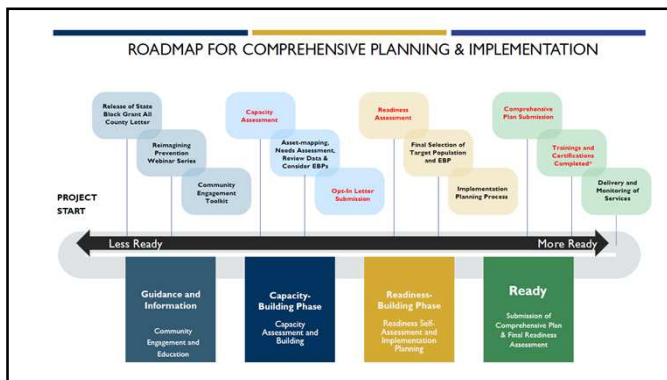 ROADMAP FOR COMPREHENSIVE PLANNING & IMPLEMENTATION
Release of State
Block Grant All
County Letter
Reimagining
Prevention
Webinar Series
Community
Engagement
Toolkit
Capacity
Assessment
Asset-mapping,
Needs Assessment,
Review Data &
Consider EBPs
Opt-In Letter
Submission
Readiness
Assessment
Final Selection of
Target Population
and EBP
Implementation
Planning Process
Comprehensive
Plan Submission
Trainings and
Certifications
Completed*
Delivery and
Monitoring of
Services
PROJECT
START
Less Ready
More Ready
Guidance and
Information
Community
Engagement and
Education
Capacity-
Building Phase
Capacity
Assessment and
Building
Readiness-
Building Phase
Readiness Self-
Assessment and
Implementation
Planning
Ready
Submission of
Comprehensive Plan
& Final Readiness
Assessment